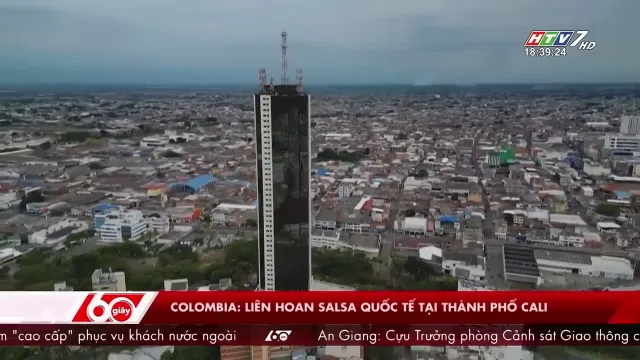 HTV7 HD
18:39:24
60 giây
COLOMBIA: LIÊN HOAN SALSA QUỐC TẾ TẠI THÀNH PHỐ CALI
"cao cấp" phục vụ khách nước ngoài 60 An Giang: Cựu Trưởng phòng Cảnh sát Giao thông